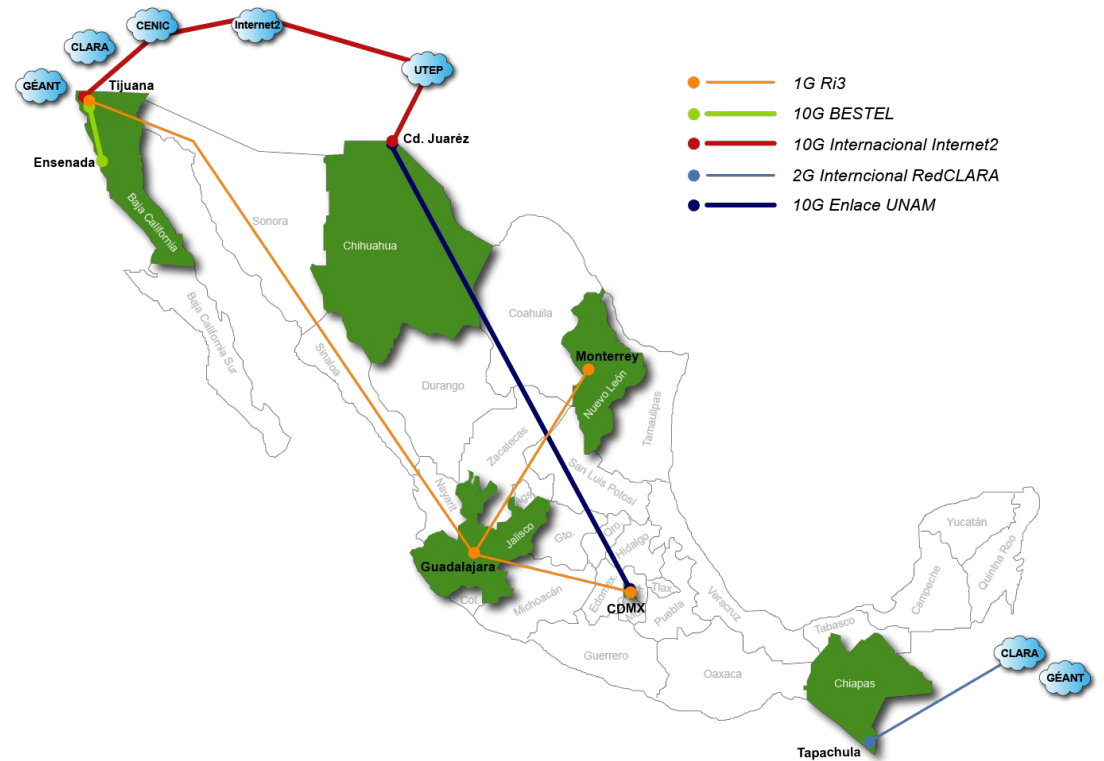 CENIC
Internet2
CLARA
UTEP
GÉANT
Tijuana
1G Ri3
10G BESTEL
Cd. Juaréz
10G Internacional Internet2
Ensenada
2G Interncional RedCLARA
10G Enlace UNAM
Baja California
Sonora
Chihuahua
Baja California Sur
Coahuila
Sinaloa
Monterrey
Durango
Nuevo León
Tamaulipas
Zacatecas
San Luis Potosí
Nayarit
Ags.
Jalisco
Gto.
Qro.
Hidalgo
Guadalajara
Col.
Michoacán
Edomex
Tlax
CDMX
Puebla
Veracruz
Yucatán
Quintna Roo
Campeche
Tabasco
Guerrero
Oaxaca
Chiapas
CLARA
GÉANT
Tapachula